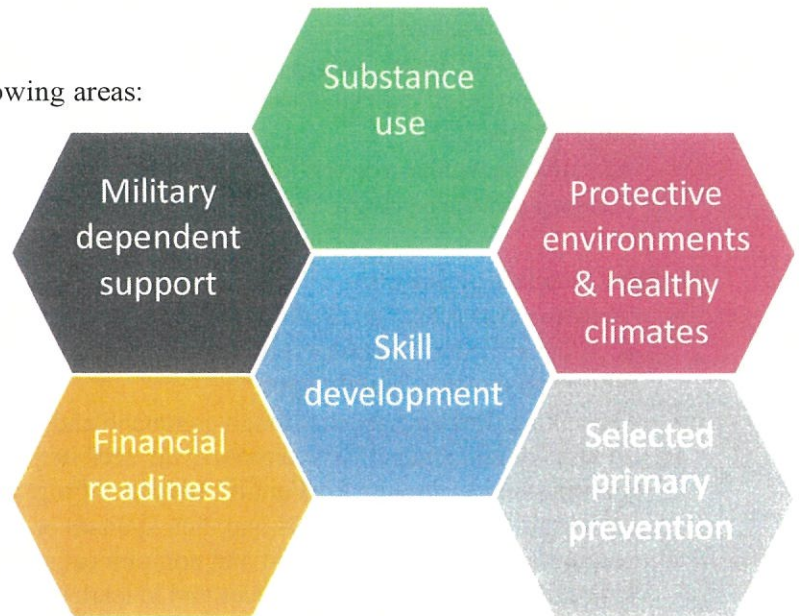 owing areas:
Substance
use
Military
dependent
support
Protective
environments
& healthy
climates
Skill
development
Financial
readiness
Selected
primary
prevention